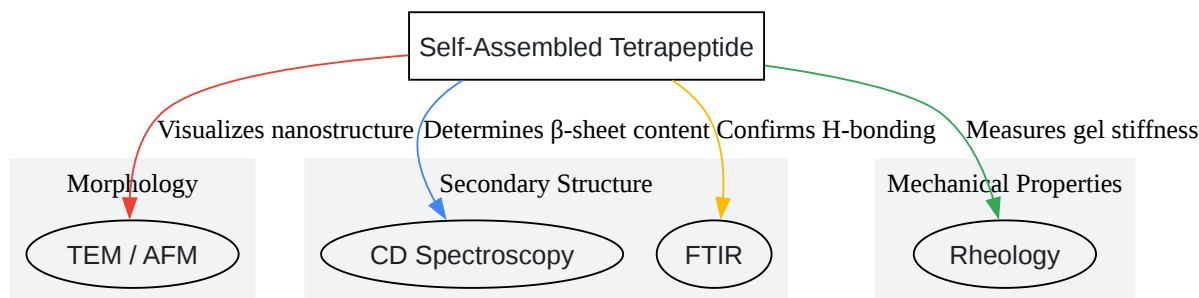 Self-Assembled Tetrapeptide
Visualizes nanostructure
Determines β-sheet content
Confirms H-bonding
Measures gel stiffness
Morphology
Secondary Structure
Mechanical Properties
TEM / AFM
CD Spectroscopy
FTIR
Rheology